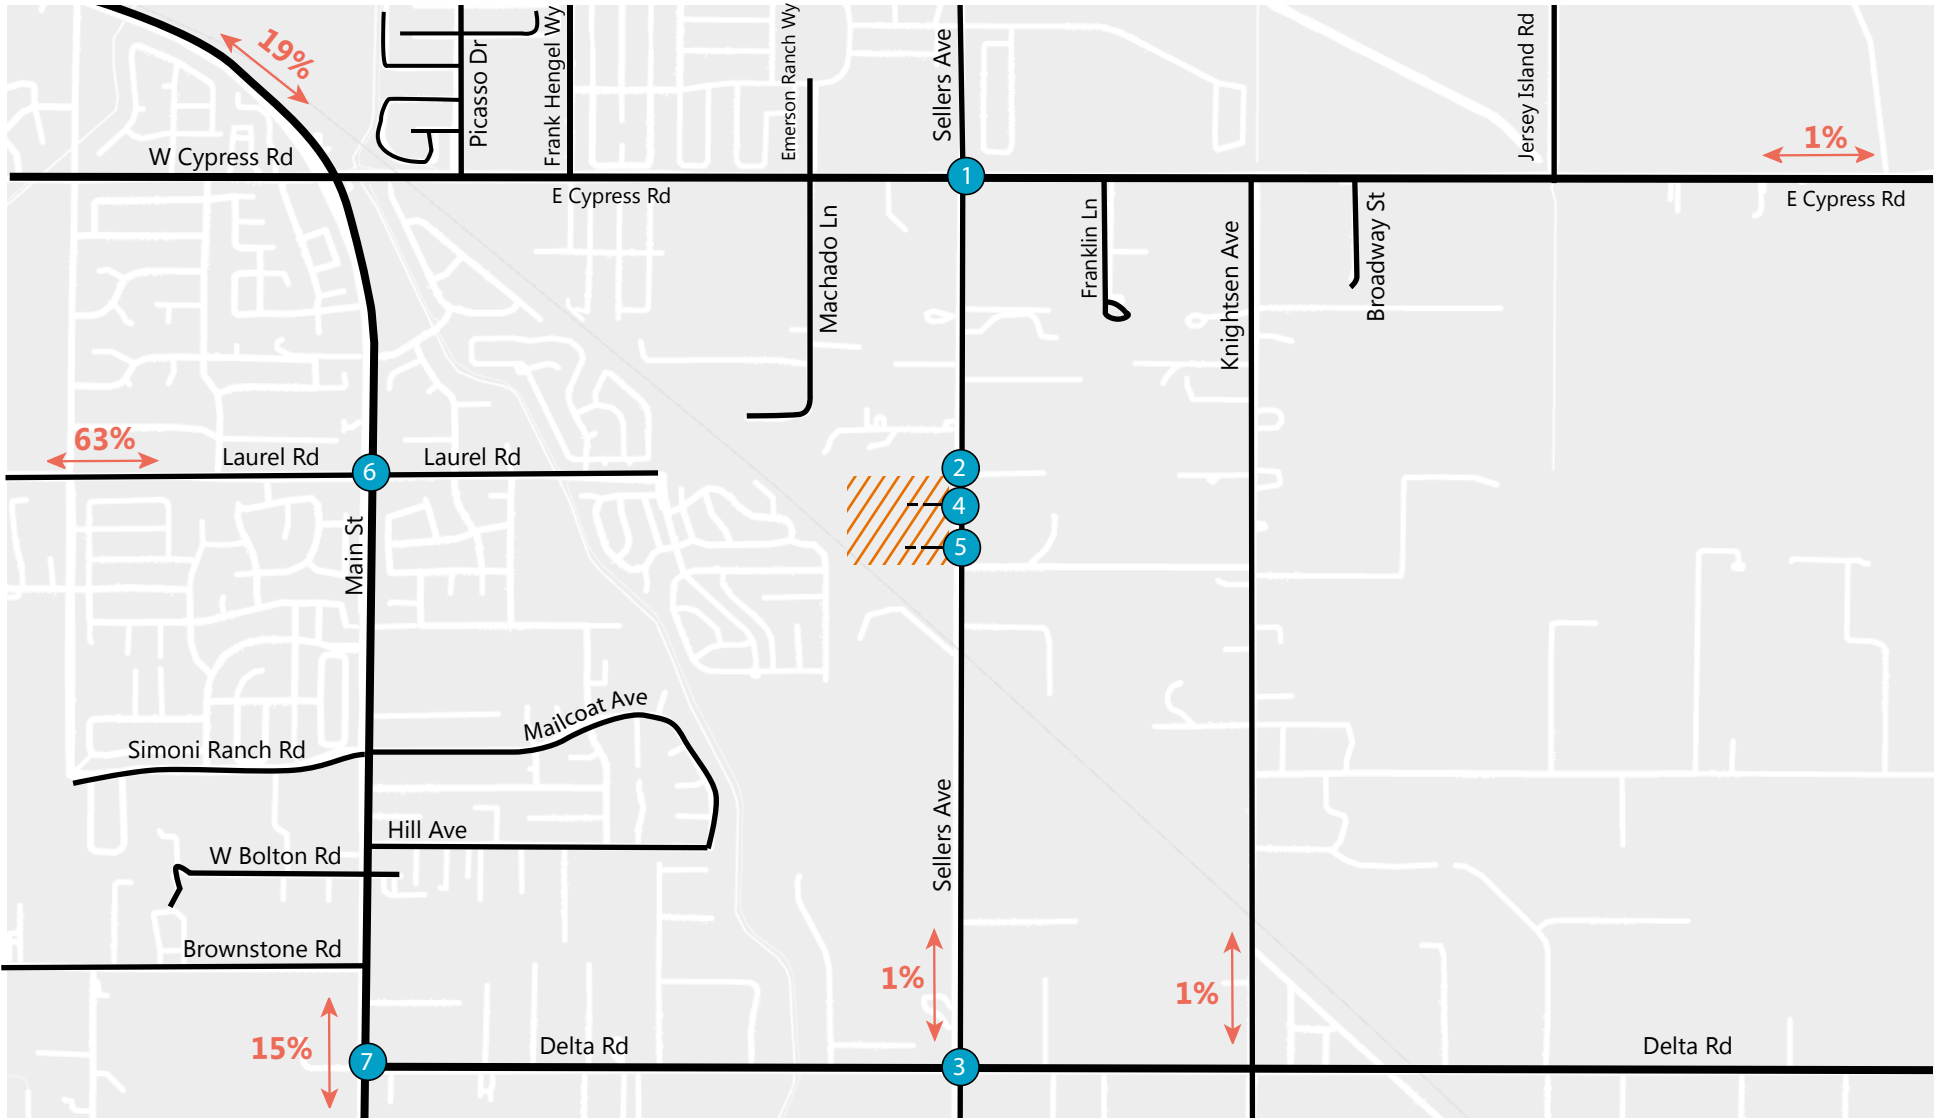 19%
Picasso Dr
Frank Hengel Wy
Emerson Ranch Wy
Sellers Ave
Jersey Island Rd
1%
W Cypress Rd
1
E Cypress Rd
E Cypress Rd
Machado Ln
Franklin Ln
Knightsen Ave
Broadway St
63%
Laurel Rd
6
Laurel Rd
2
4
5
Main St
Mailcoat Ave
Simoni Ranch Rd
Hill Ave
W Bolton Rd
Sellers Ave
Brownstone Rd
1%
1%
15%
7
Delta Rd
3
Delta Rd